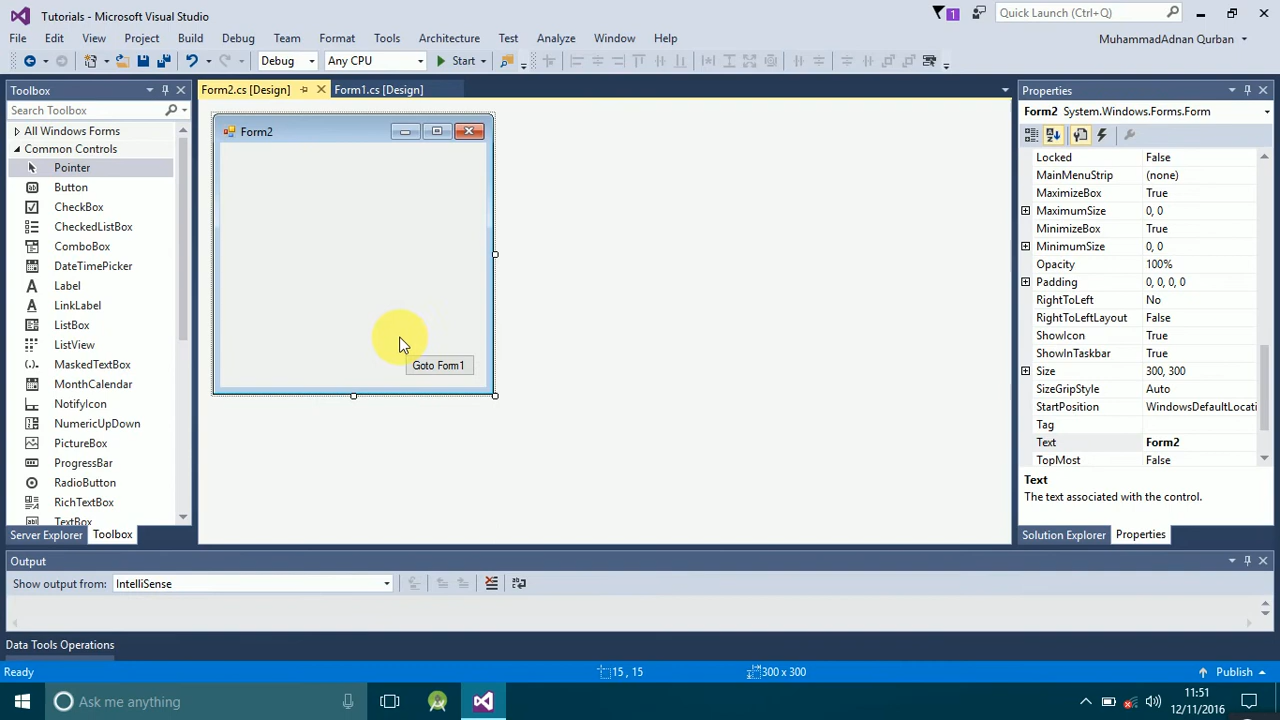 Tutorials - Microsoft Visual Studio
1
Quick Launch (Ctrl+Q)
File Edit View Project Build Debug Team Format Tools Architecture Test Analyze Window Help
MuhammadAdnan Qurban
Debug
Any CPU
Start
Toolbox
Search Toolbox
All Windows Forms
Common Controls
Pointer
Button
CheckBox
CheckedListBox
ComboBox
DateTimePicker
Label
LinkLabel
ListBox
ListView
MaskedTextBox
MonthCalendar
NotifyIcon
NumericUpDown
PictureBox
ProgressBar
RadioButton
RichTextBox
TextBox
Server Explorer Toolbox
Form2.cs [Design] Form1.cs [Design]
Form2
Goto Form1
Properties
Form2 System.Windows.Forms.Form
Locked False
MainMenuStrip (none)
MaximizeBox True
MaximumSize 0, 0
MinimizeBox True
MinimumSize 0, 0
Opacity 100%
Padding 0, 0, 0, 0
RightToLeft No
RightToLeftLayout False
ShowIcon True
ShowInTaskbar True
Size 300, 300
SizeGripStyle Auto
StartPosition WindowsDefaultLocati
Tag
Text Form2
TopMost False
Text
The text associated with the control.
Solution Explorer Properties
Output
Show output from: IntelliSense
Data Tools Operations
Ready
15 , 15
300 x 300
Publish
Ask me anything
11:51
12/11/2016